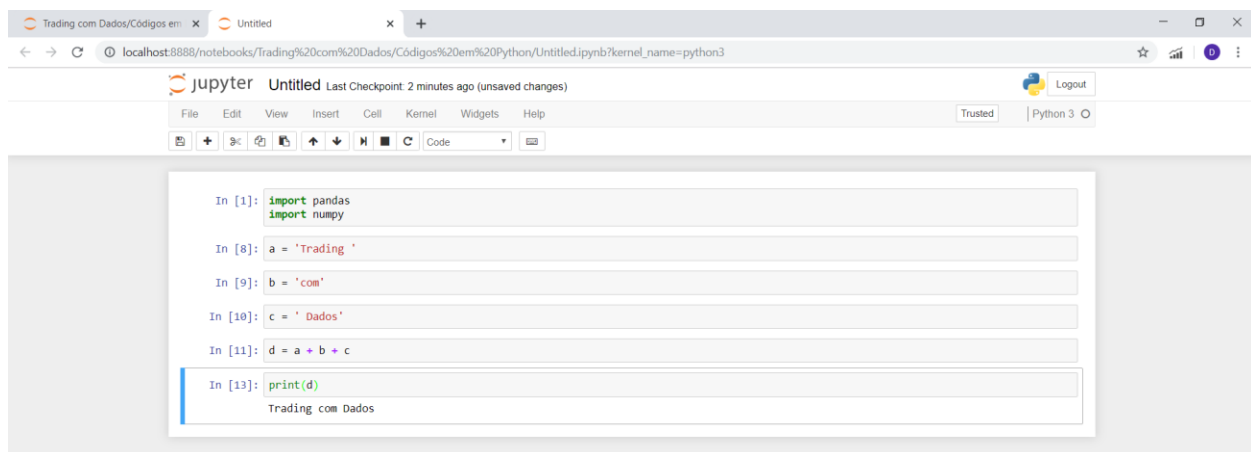 Trading com Dados/Códigos em
Untitled
localhost:8888/notebooks/Trading%20com%20Dados/Códigos%20em%20Python/Untitled.ipynb?kernel_name=python3
D
jupyter Untitled Last Checkpoint: 2 minutes ago (unsaved changes)
Logout
File Edit View Insert Cell Kernel Widgets Help
Trusted
Python 3
Code
In [1]: import pandas
import numpy
In [8]: a = 'Trading '
In [9]: b = 'com'
In [10]: c = ' Dados'
In [11]: d = a + b + c
In [13]: print(d)
Trading com Dados